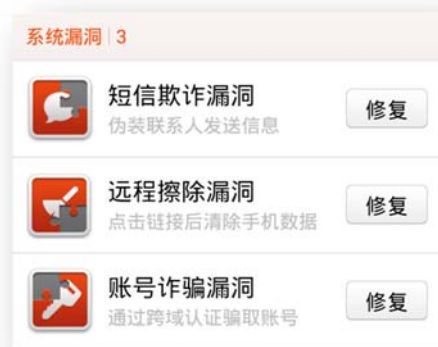 系统漏洞 | 3
短信欺诈漏洞
伪装联系人发送信息
修复
远程擦除漏洞
点击链接后清除手机数据
修复
账号诈骗漏洞
通过跨域认证骗取账号
修复